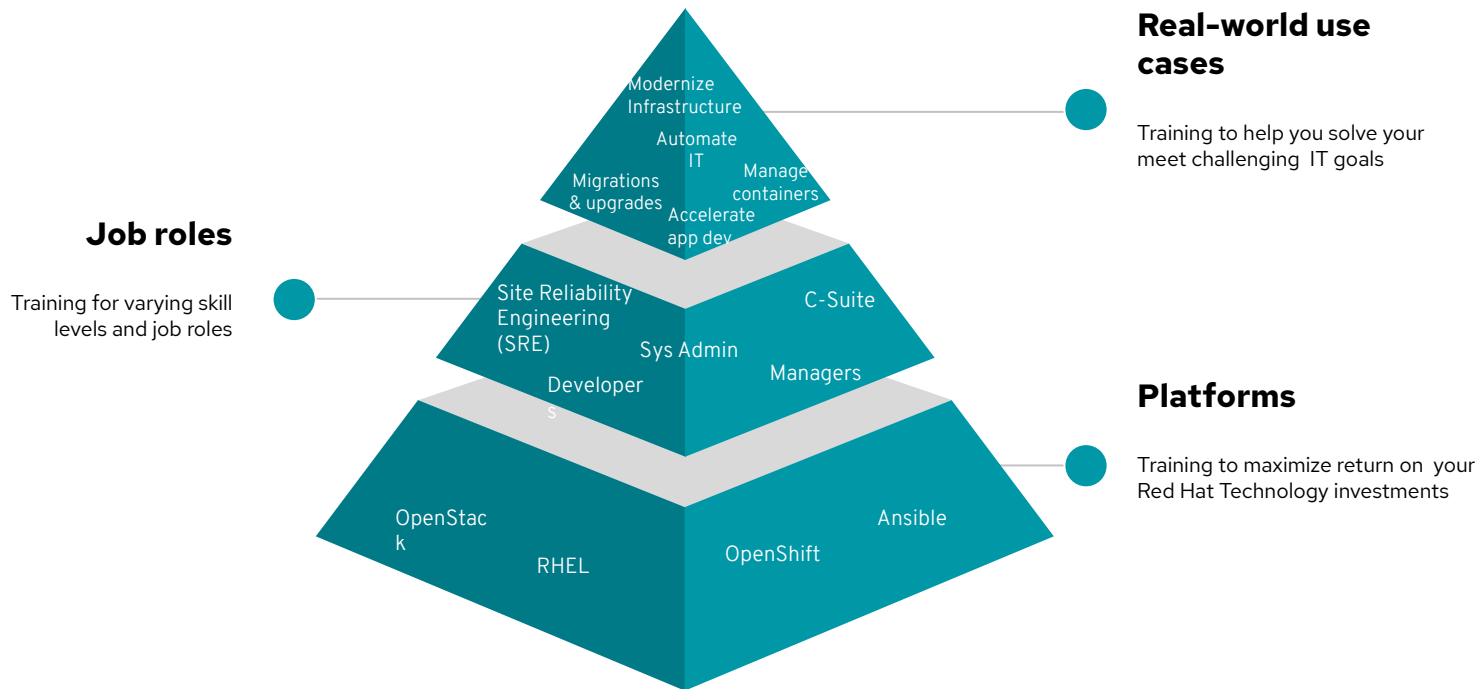 Real-world use
cases
Training to help you solve your
meet challenging  IT goals
Modernize
Infrastructure
Automate
IT
Manage
containers
Migrations
& upgrades
Accelerate
app dev
Job roles
Training for varying skill
levels and job roles
Site Reliability
Engineering
(SRE)
C-Suite
Sys Admin
Managers
Developer
s
Platforms
Training to maximize return on  your
Red Hat Technology investments
OpenStac
k
RHEL
OpenShift
Ansible